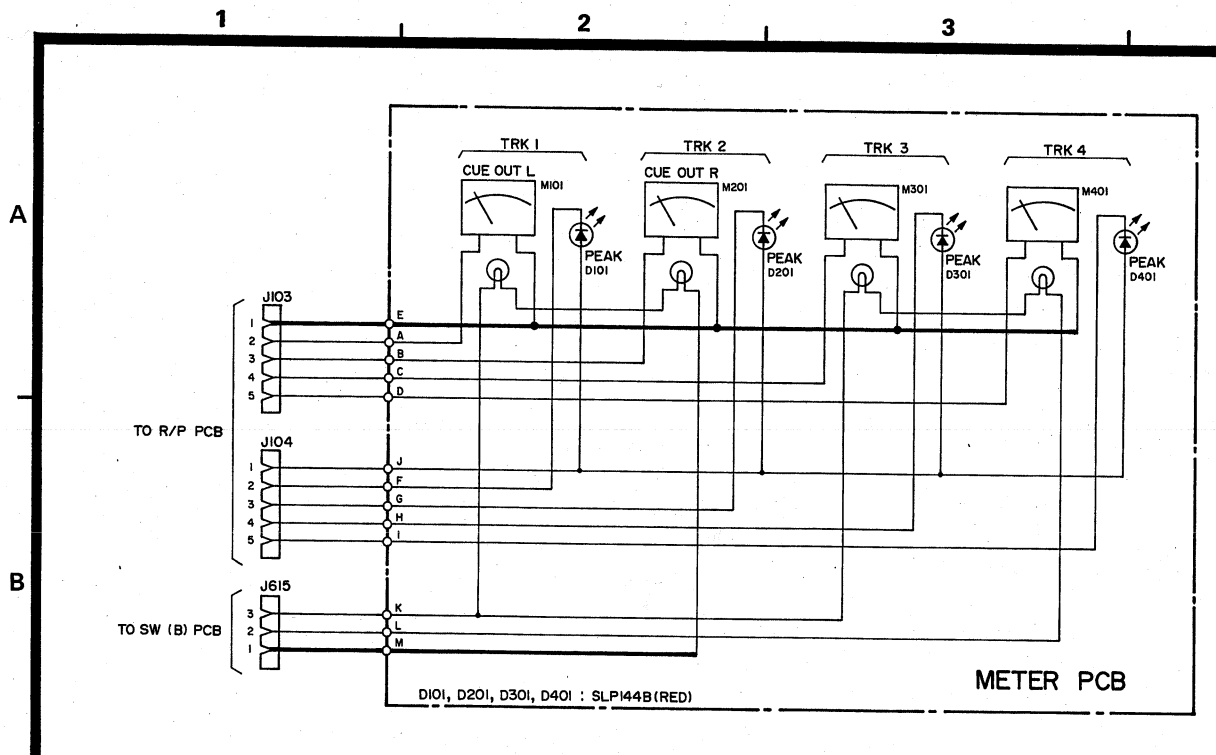 1 2 3
A
B
TRK 1 TRK 2 TRK 3 TRK 4
CUE OUT L CUE OUT R
M101 M201 M301 M401
PEAK PEAK PEAK PEAK
D101 D201 D301 D401
J103
1 E
2 A
3 B
4 C
5 D
TO R/P PCB
J104
1 J
2 F
3 G
4 H
5 I
J615
3 K
2 L
1 M
TO SW (B) PCB
METER PCB
D101, D201, D301, D401 : SLP144B(RED)